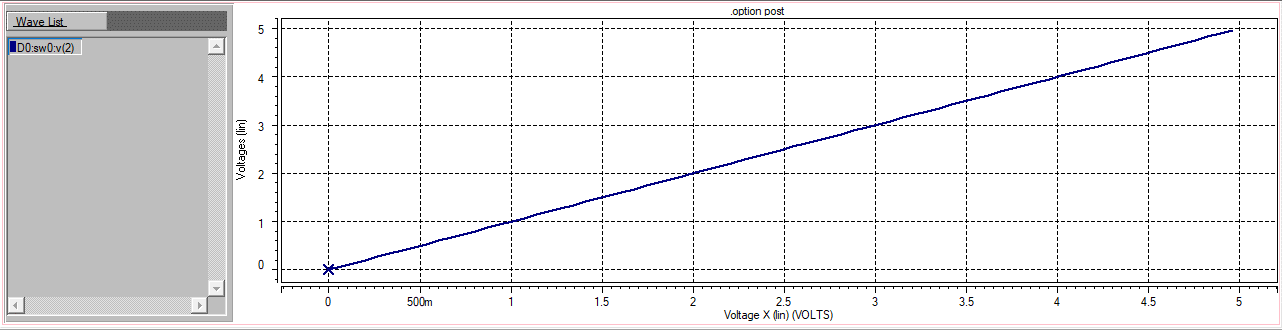 .option post
Wave List
D0:sw0:v(2)
Voltages (lin)
5
4
3
2
1
0
0
500m
1
1.5
2
2.5
3
3.5
4
4.5
5
Voltage X (lin) (VOLTS)